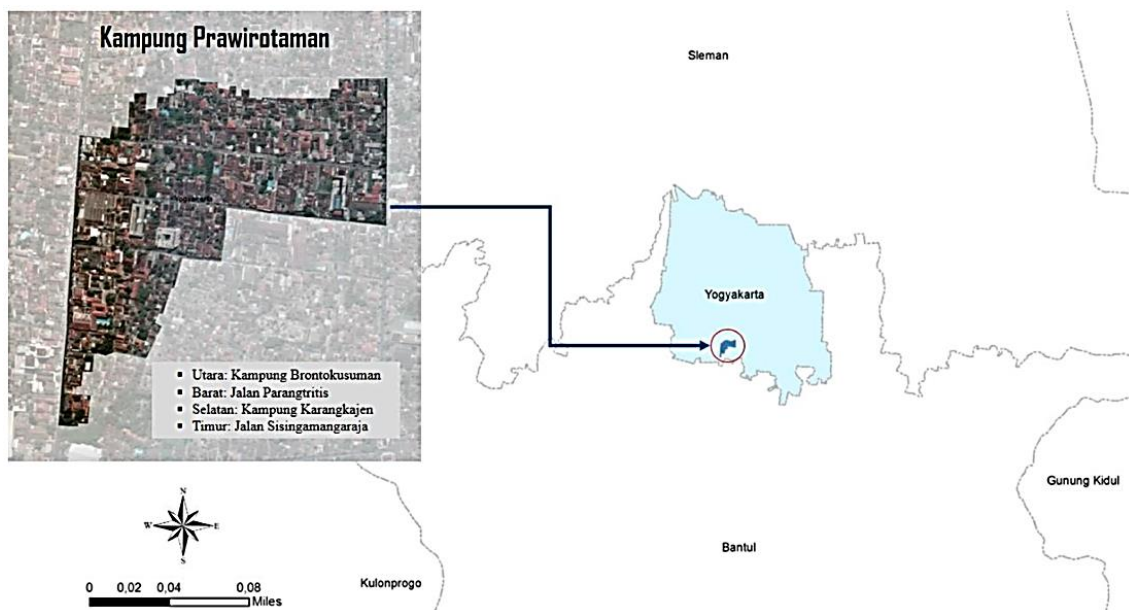 Kampung Prawirotaman
Yogyakarta
Utara: Kampung Brontokusuman
Barat: Jalan Parangtritis
Selatan: Kampung Karangkajen
Timur: Jalan Sisingamangaraja
Sleman
Yogyakarta
Gunung Kidul
Bantul
Kulonprogo
N
W E
S
0 0,02 0,04 0,08
Miles